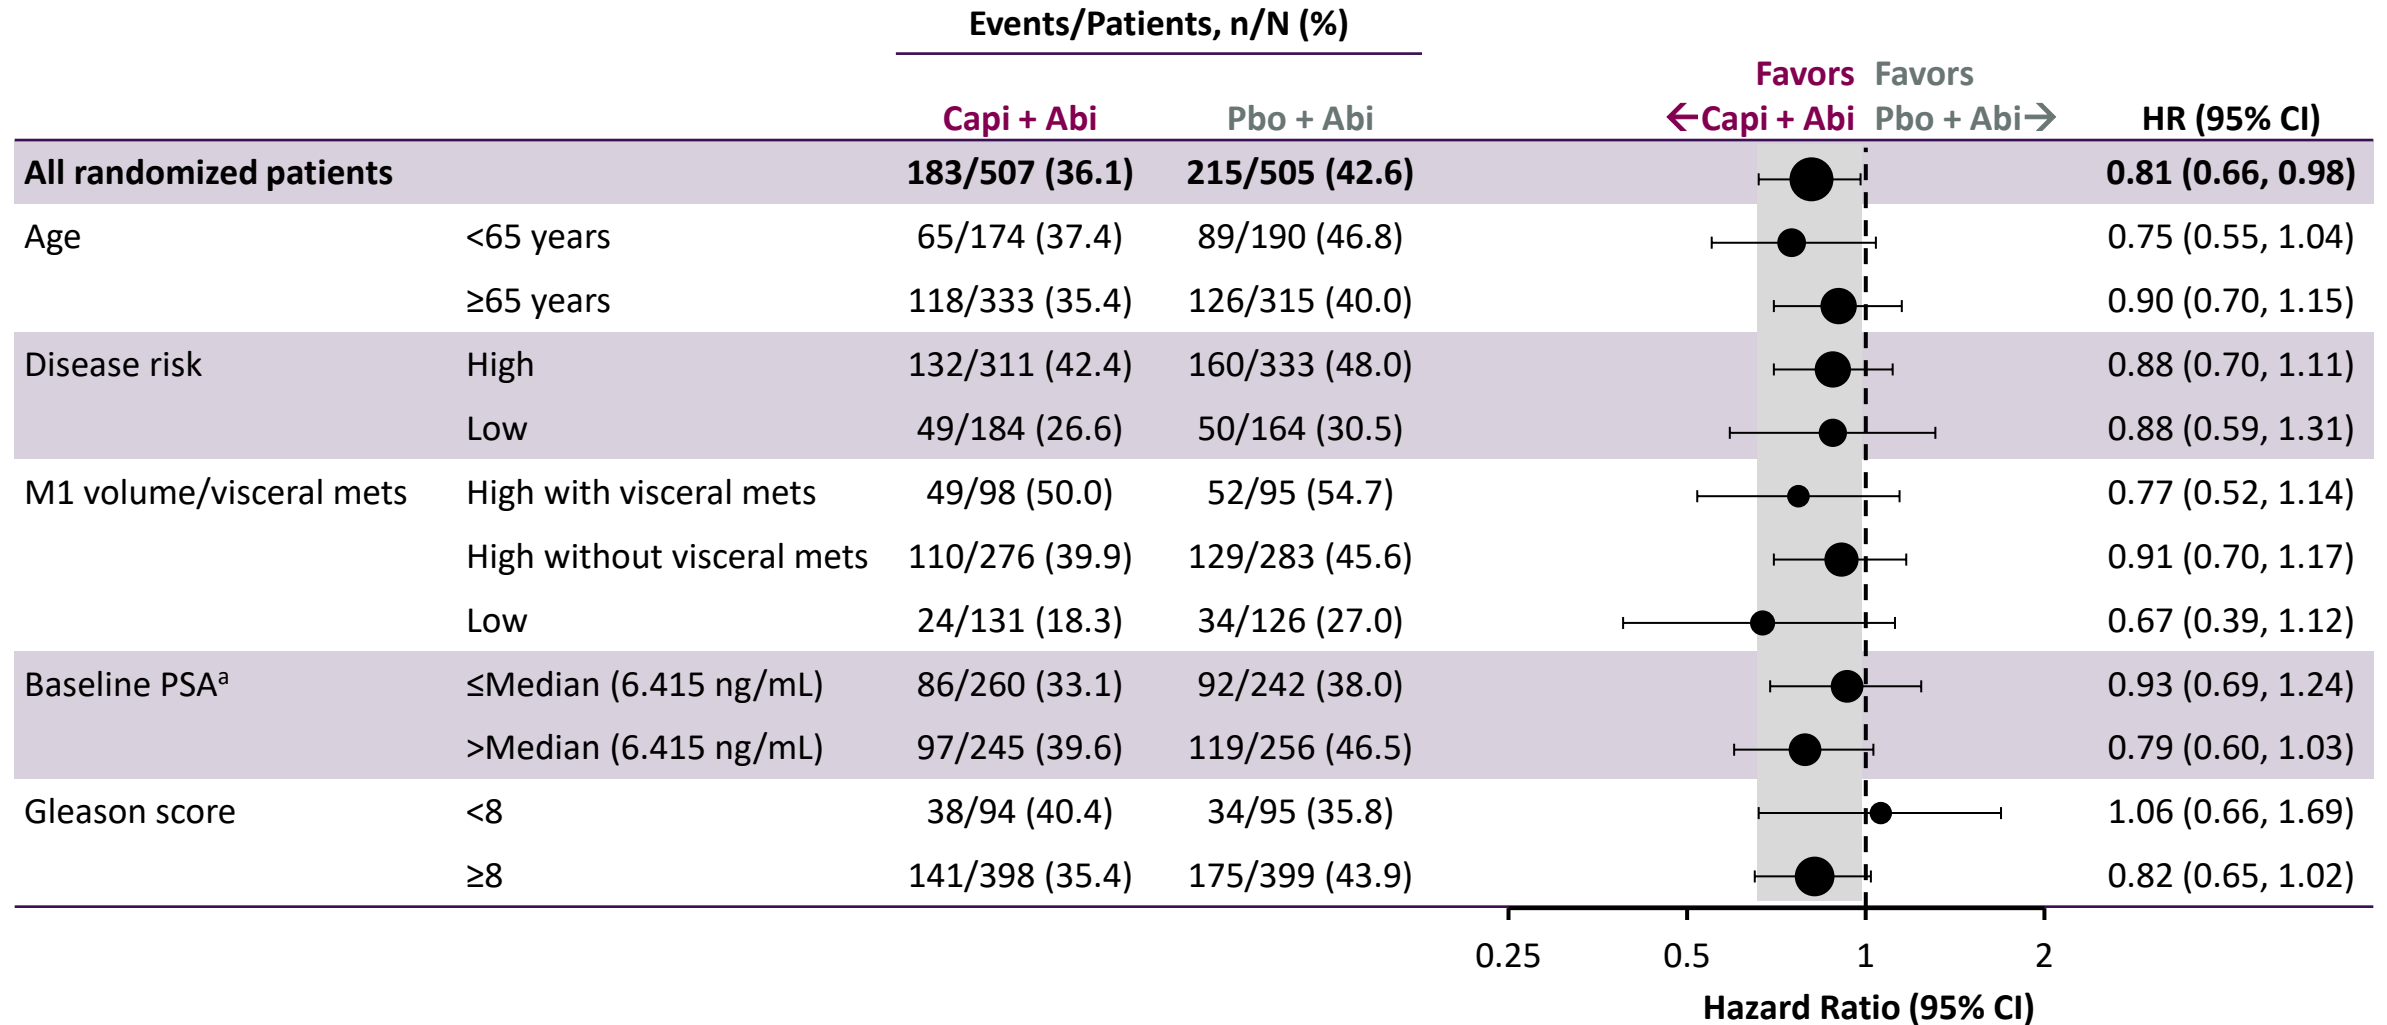 Events/Patients, n/N (%)
Favors Favors
Capi + Abi Pbo + Abi ←Capi + Abi Pbo + Abi→ HR (95% CI)
All randomized patients 183/507 (36.1) 215/505 (42.6) 0.81 (0.66, 0.98)
Age <65 years 65/174 (37.4) 89/190 (46.8) 0.75 (0.55, 1.04)
≥65 years 118/333 (35.4) 126/315 (40.0) 0.90 (0.70, 1.15)
Disease risk High 132/311 (42.4) 160/333 (48.0) 0.88 (0.70, 1.11)
Low 49/184 (26.6) 50/164 (30.5) 0.88 (0.59, 1.31)
M1 volume/visceral mets High with visceral mets 49/98 (50.0) 52/95 (54.7) 0.77 (0.52, 1.14)
High without visceral mets 110/276 (39.9) 129/283 (45.6) 0.91 (0.70, 1.17)
Low 24/131 (18.3) 34/126 (27.0) 0.67 (0.39, 1.12)
Baseline PSAᵃ ≤Median (6.415 ng/mL) 86/260 (33.1) 92/242 (38.0) 0.93 (0.69, 1.24)
>Median (6.415 ng/mL) 97/245 (39.6) 119/256 (46.5) 0.79 (0.60, 1.03)
Gleason score <8 38/94 (40.4) 34/95 (35.8) 1.06 (0.66, 1.69)
≥8 141/398 (35.4) 175/399 (43.9) 0.82 (0.65, 1.02)
0.25 0.5 1 2
Hazard Ratio (95% CI)